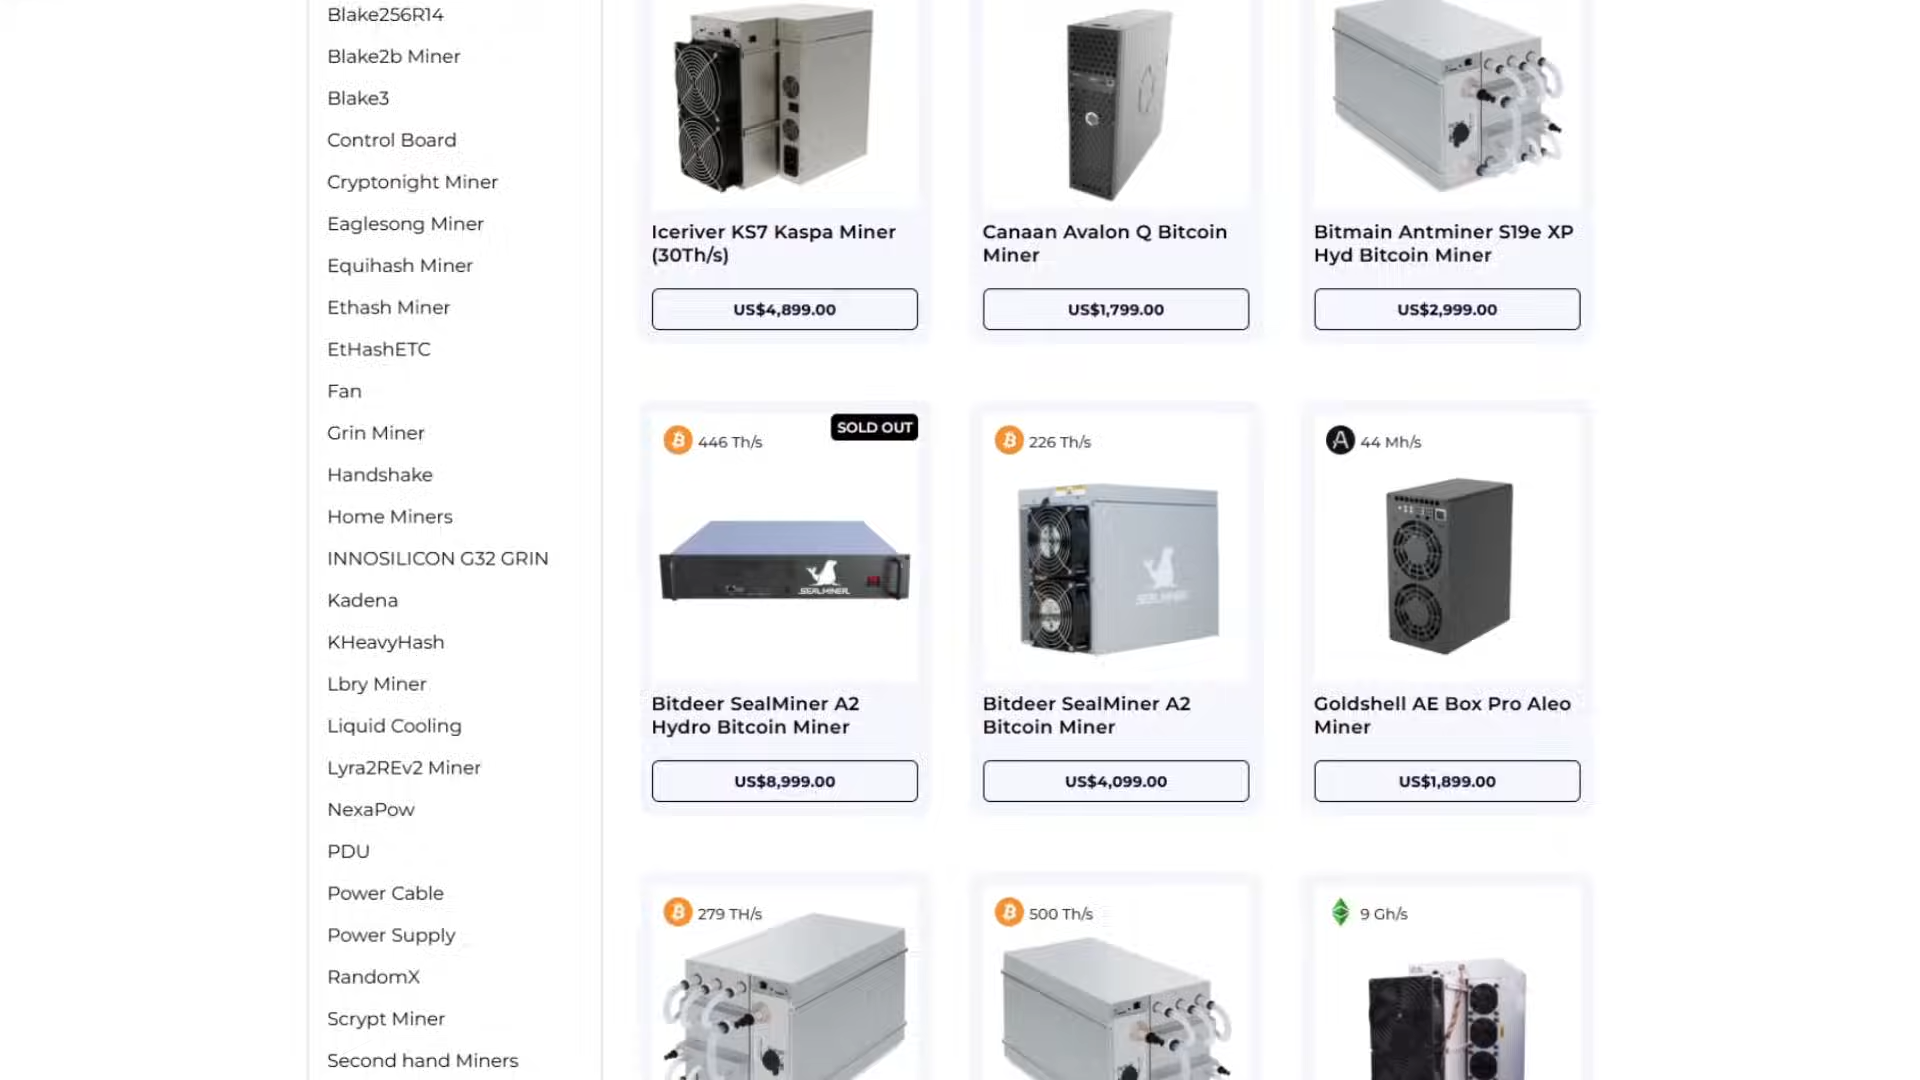 Blake256R14
Blake2b Miner
Blake3
Control Board
Cryptonight Miner
Eaglesong Miner
Equihash Miner
Ethash Miner
EtHashETC
Fan
Grin Miner
Handshake
Home Miners
INNOSILICON G32 GRIN
Kadena
KHeavyHash
Lbry Miner
Liquid Cooling
Lyra2REv2 Miner
NexaPow
PDU
Power Cable
Power Supply
RandomX
Scrypt Miner
Second hand Miners
Iceriver KS7 Kaspa Miner
(30Th/s)
US$4,899.00
Canaan Avalon Q Bitcoin
Miner
US$1,799.00
Bitmain Antminer S19e XP
Hyd Bitcoin Miner
US$2,999.00
446 Th/s
SOLD OUT
SEALMINER
Bitdeer SealMiner A2
Hydro Bitcoin Miner
US$8,999.00
226 Th/s
SEALMINER
Bitdeer SealMiner A2
Bitcoin Miner
US$4,099.00
44 Mh/s
Goldshell AE Box Pro Aleo
Miner
US$1,899.00
279 TH/s
500 Th/s
9 Gh/s